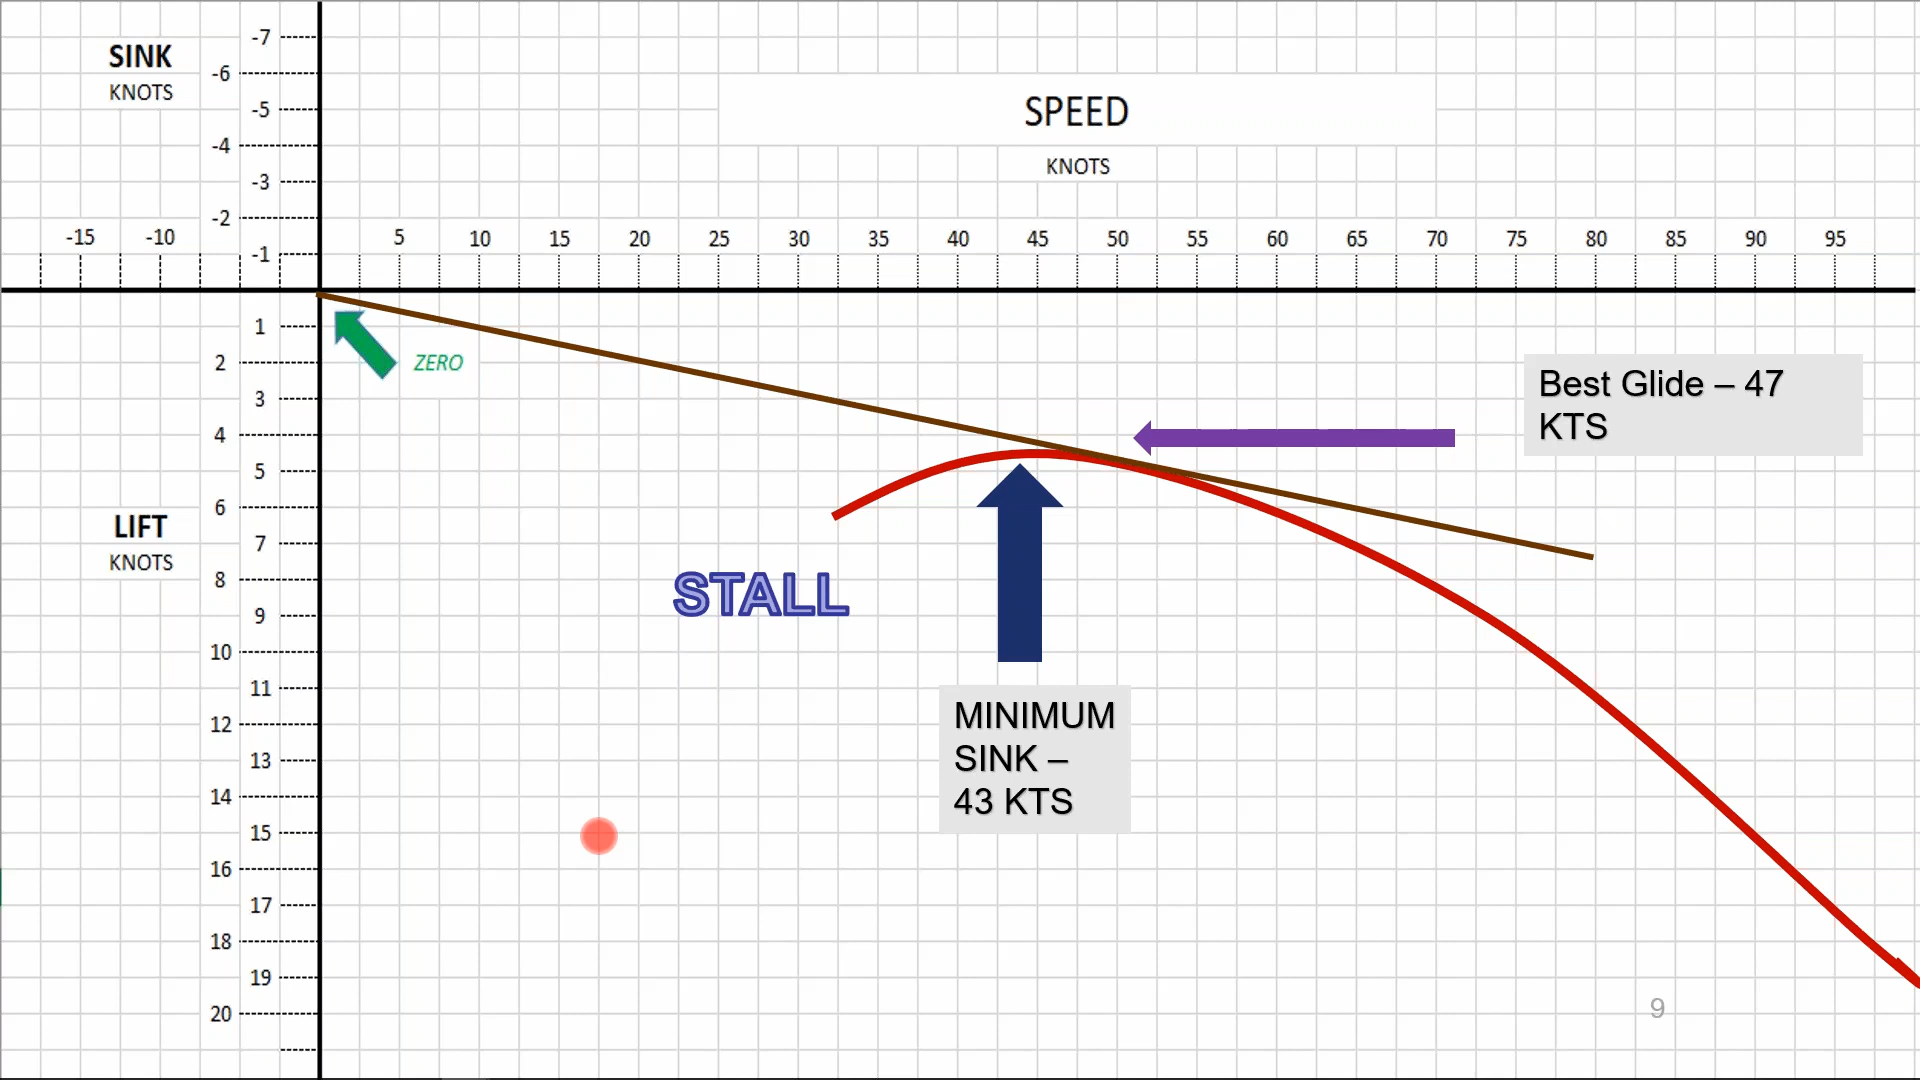 -7
SINK
-6
KNOTS
-5
SPEED
-4
KNOTS
-3
-2
-15 -10 5 10 15 20 25 30 35 40 45 50 55 60 65 70 75 80 85 90 95
-1
1
2
ZERO
3
Best Glide – 47
KTS
4
5
6
LIFT
7
KNOTS
8
STALL
9
10
11
MINIMUM
SINK –
43 KTS
12
13
14
15
16
17
18
19
20
9